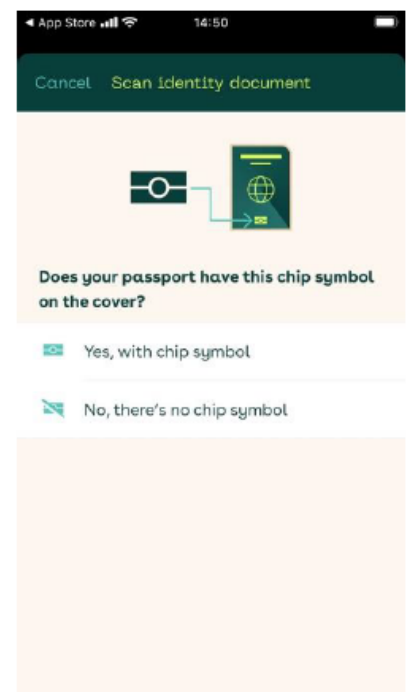 ◀ App Store 14:50
Cancel Scan identity document
Does your passport have this chip symbol
on the cover?
Yes, with chip symbol
No, there's no chip symbol